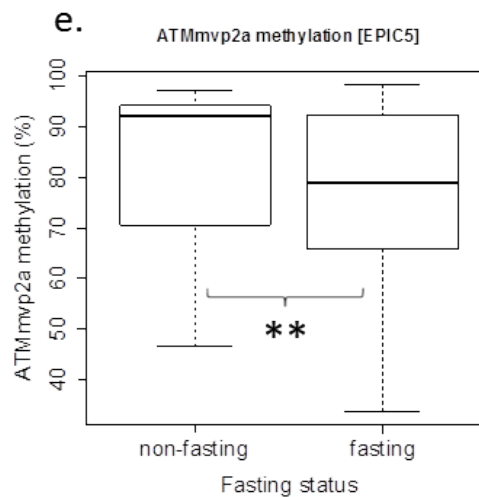 e.
ATMmvp2a methylation [EPIC5]
ATMmvp2a methylation (%)
100
90
80
70
60
50
40
**
non-fasting fasting
Fasting status